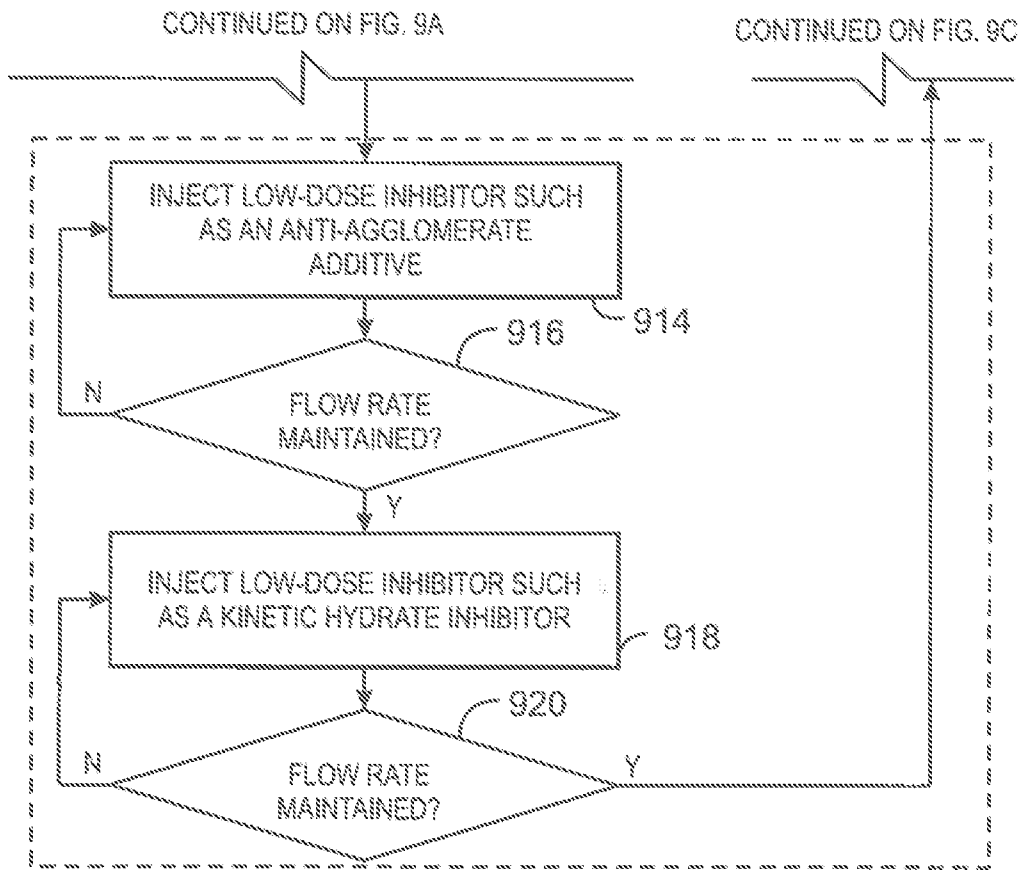 CONTINUED ON FIG. 9A
CONTINUED ON FIG. 9C
INJECT LOW-DOSE INHIBITOR SUCH
AS AN ANTI-AGGLOMERATE
ADDITIVE
914
916
N
FLOW RATE
MAINTAINED?
Y
INJECT LOW-DOSE INHIBITOR SUCH
AS A KINETIC HYDRATE INHIBITOR
918
920
N
FLOW RATE
MAINTAINED?
Y